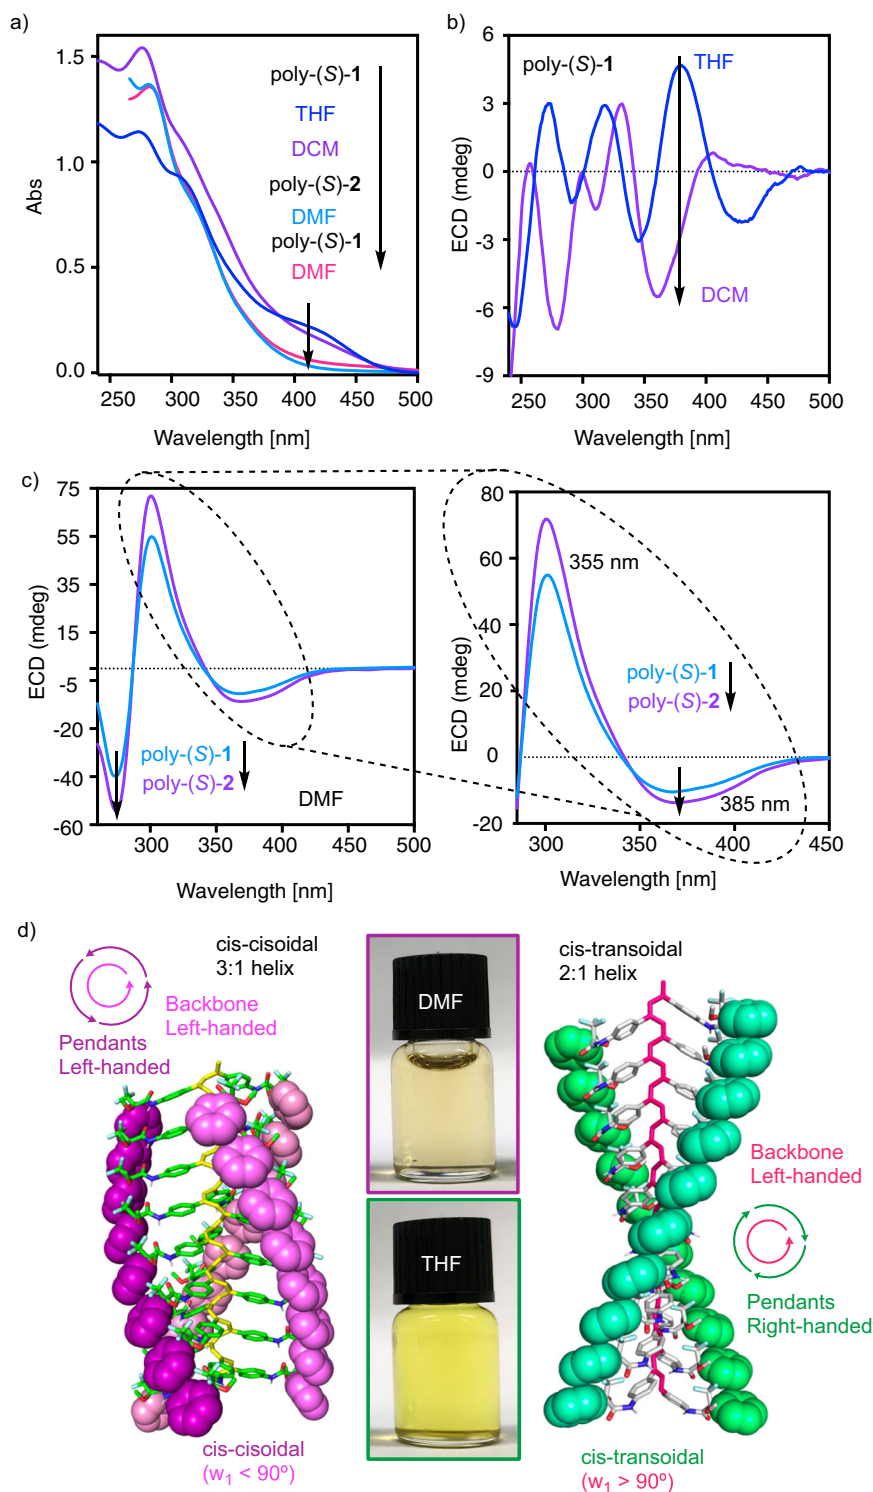 a)
1.5
1.0
0.5
0.0
Abs
250
300
350
400
450
500
Wavelength [nm]
poly-(S)-1
THF
DCM
poly-(S)-2
DMF
poly-(S)-1
DMF
b)
6
3
0
-3
-6
-9
ECD (mdeg)
250
300
350
400
450
500
Wavelength [nm]
poly-(S)-1
THF
DCM
c)
75
55
35
15
-5
-20
-40
-60
ECD (mdeg)
300
350
400
450
500
Wavelength [nm]
poly-(S)-1
poly-(S)-2
DMF
80
60
40
20
0
-20
ECD (mdeg)
300
350
400
450
Wavelength [nm]
355 nm
poly-(S)-1
poly-(S)-2
385 nm
d)
cis-cisoidal
3:1 helix
Backbone
Left-handed
Pendants
Left-handed
cis-cisoidal
(w1 < 90º)
DMF
THF
cis-transoidal
2:1 helix
Backbone
Left-handed
Pendants
Right-handed
cis-transoidal
(w1 > 90º)